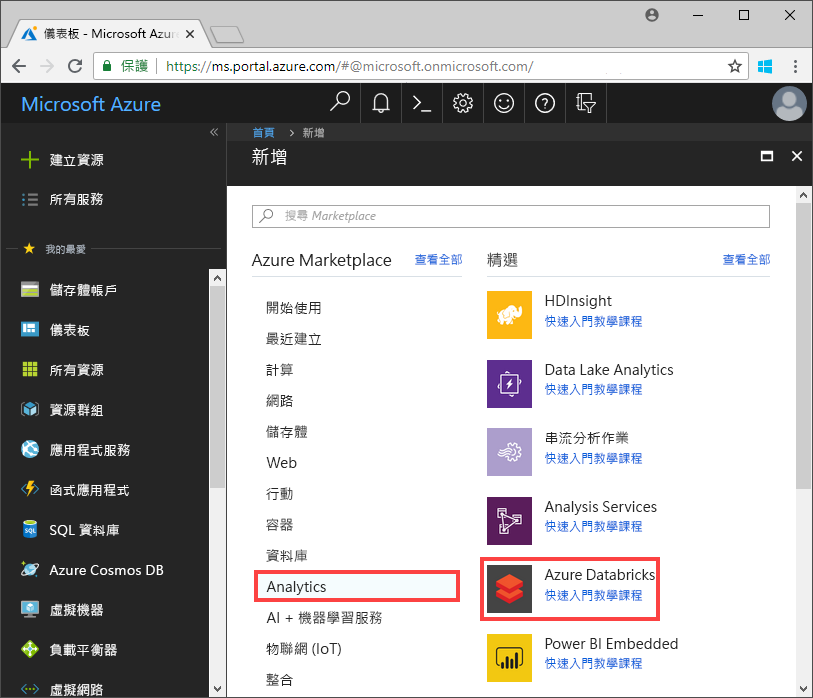 儀表板 - Microsoft Azure
保護 https://ms.portal.azure.com/#@microsoft.onmicrosoft.com/
Microsoft Azure
首頁 > 新增
新增
建立資源
所有服務
我的最愛
儲存體帳戶
儀表板
所有資源
資源群組
應用程式服務
函式應用程式
SQL 資料庫
Azure Cosmos DB
虛擬機器
負載平衡器
虛擬網路
搜尋 Marketplace
Azure Marketplace 查看全部
開始使用
最近建立
計算
網路
儲存體
Web
行動
容器
資料庫
Analytics
AI + 機器學習服務
物聯網 (IoT)
整合
精選 查看全部
HDInsight
快速入門教學課程
Data Lake Analytics
快速入門教學課程
串流分析作業
快速入門教學課程
Analysis Services
快速入門教學課程
Azure Databricks
快速入門教學課程
Power BI Embedded
快速入門教學課程